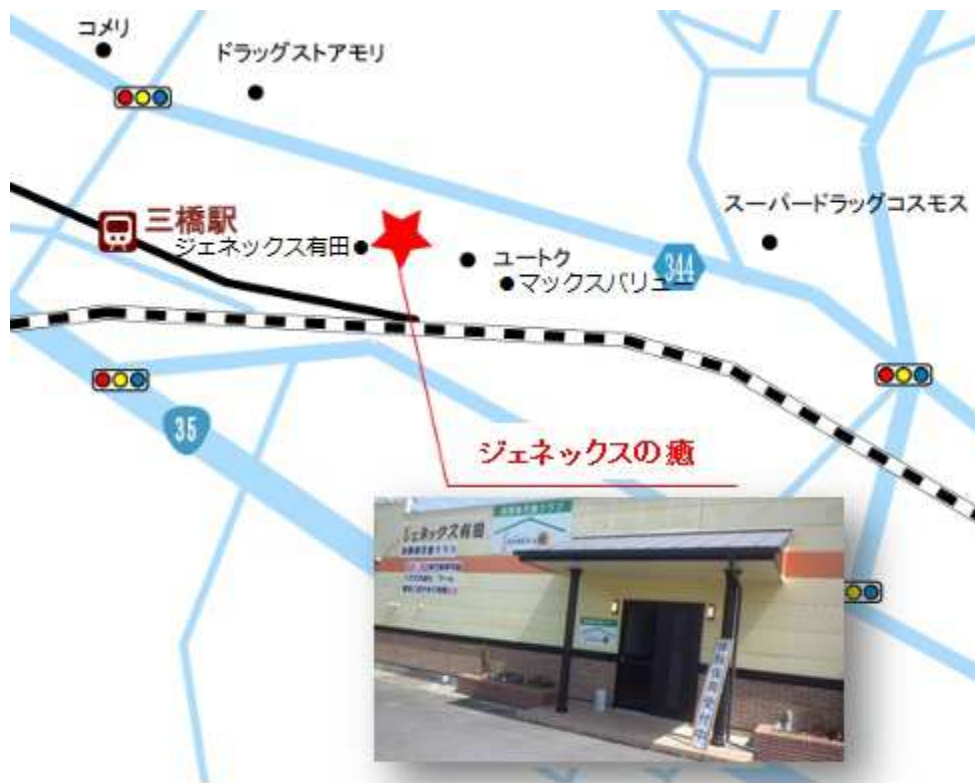 コメリ
ドラッグストアモリ
三橋駅
ジェネックス有田
スーパードラッグコスモス
ユートク
マックスバリュー
344
35
ジェネックスの癒
ジェネックス有田